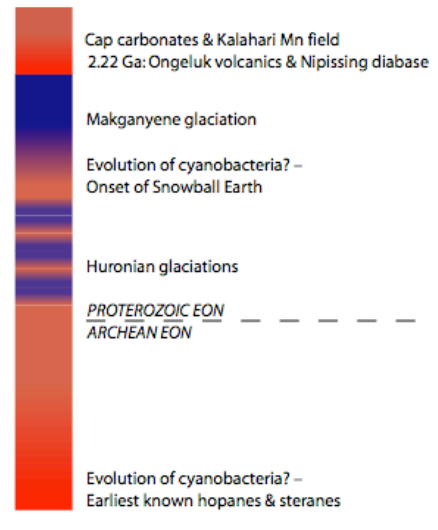 Cap carbonates & Kalahari Mn field
2.22 Ga: Ongeluk volcanics & Nipissing diabase
Makganyene glaciation
Evolution of cyanobacteria? –
Onset of Snowball Earth
Huronian glaciations
PROTEROZOIC EON
ARCHEAN EON
Evolution of cyanobacteria? –
Earliest known hopanes & steranes